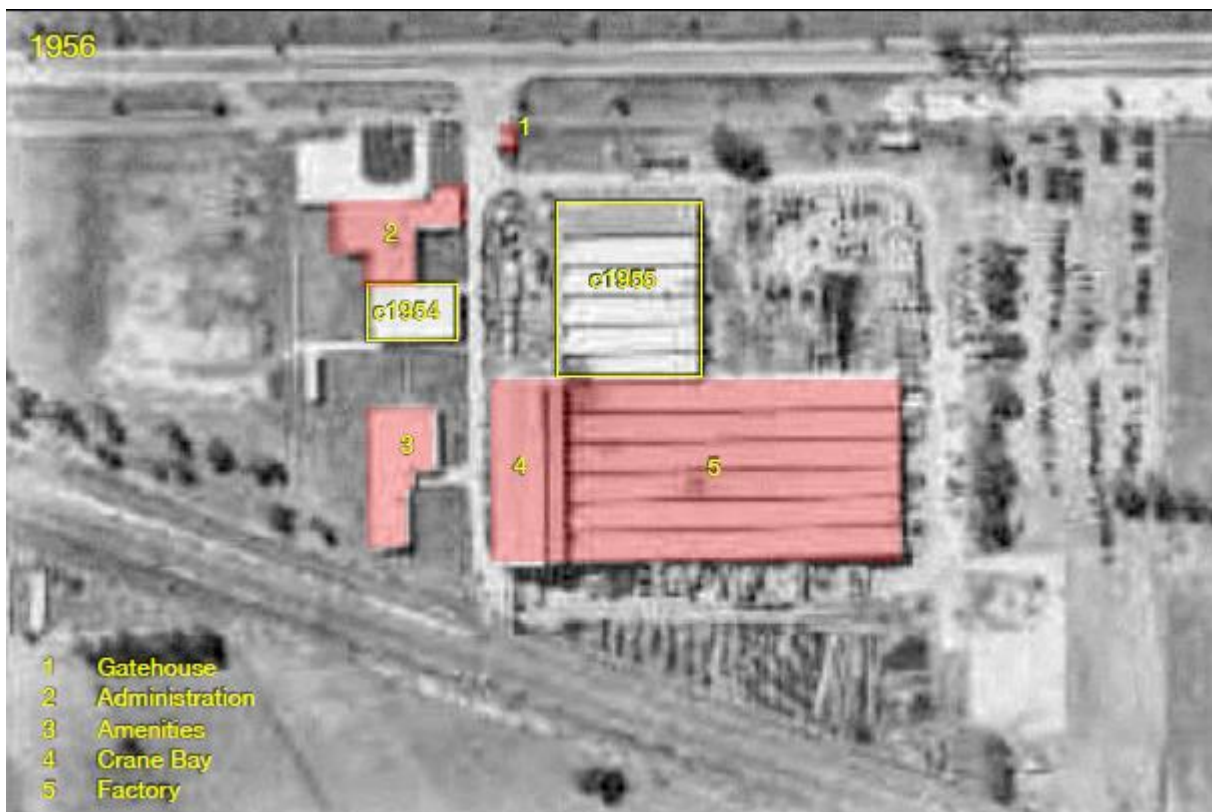 1956
1
2
c1955
c1954
3
4
5
1 Gatehouse
2 Administration
3 Amenities
4 Crane Bay
5 Factory